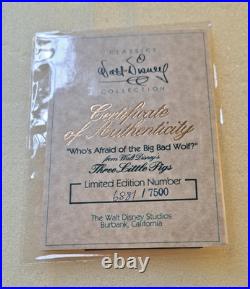 CLASSICS
Walt Disney
COLLECTION
Certificate
of Authenticity
"Who's Afraid of the Big Bad Wolf?"
from Walt Disney's
Three Little Pigs
Limited Edition Number
6881 / 7500
The Walt Disney Studios
Burbank, California